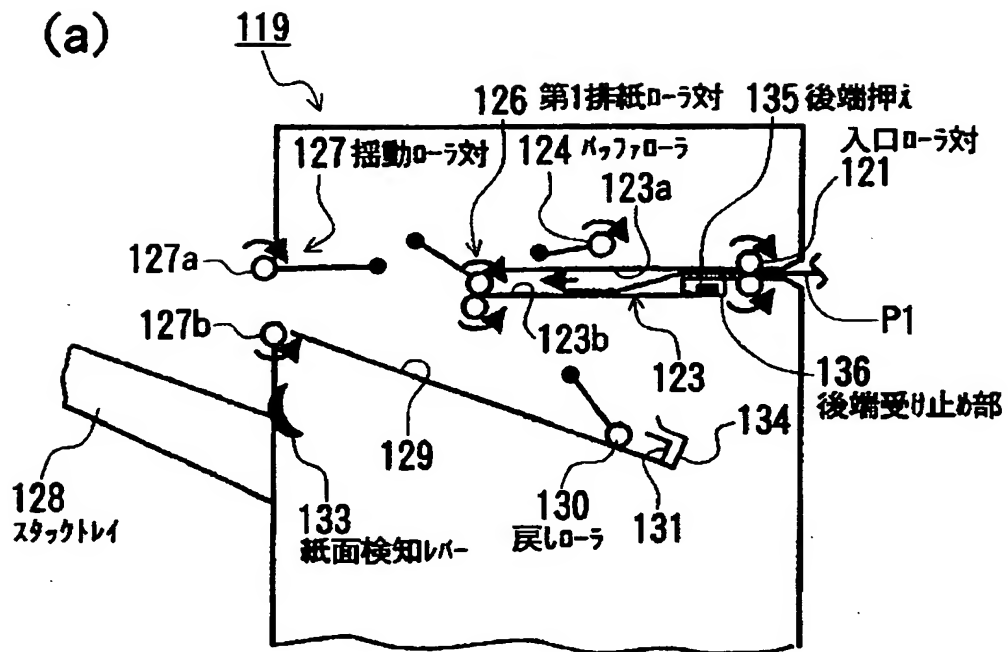 (a)
119
126 第1排紙ローラ対
135 後端押え
入口ローラ対
121
127 揺動ローラ対
124 バッファローラ
123a
127a
127b
123b
123
P1
136
後端受け止め部
129
134
128
スタックトレイ
133
紙面検知レバー
130
戻しローラ
131